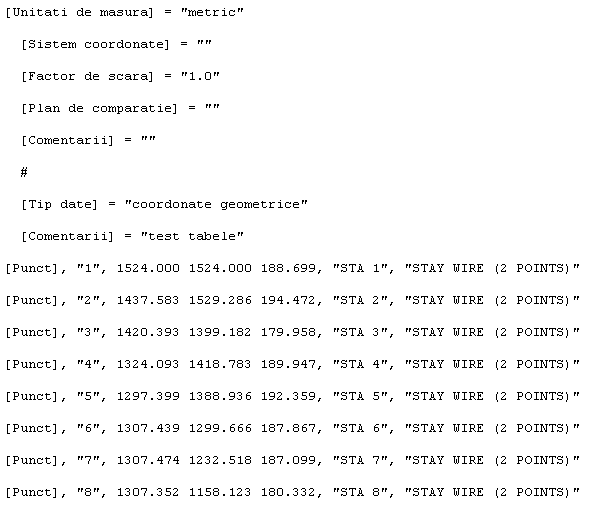 [Unitati de masura] = "metric"
[Sistem coordonate] = ""
[Factor de scara] = "1.0"
[Plan de comparatie] = ""
[Comentarii] = ""
#
[Tip date] = "coordonate geometrice"
[Comentarii] = "test tabele"
[Punct], "1", 1524.000 1524.000 188.699, "STA 1", "STAY WIRE (2 POINTS)"
[Punct], "2", 1437.583 1529.286 194.472, "STA 2", "STAY WIRE (2 POINTS)"
[Punct], "3", 1420.393 1399.182 179.958, "STA 3", "STAY WIRE (2 POINTS)"
[Punct], "4", 1324.093 1418.783 189.947, "STA 4", "STAY WIRE (2 POINTS)"
[Punct], "5", 1297.399 1388.936 192.359, "STA 5", "STAY WIRE (2 POINTS)"
[Punct], "6", 1307.439 1299.666 187.867, "STA 6", "STAY WIRE (2 POINTS)"
[Punct], "7", 1307.474 1232.518 187.099, "STA 7", "STAY WIRE (2 POINTS)"
[Punct], "8", 1307.352 1158.123 180.332, "STA 8", "STAY WIRE (2 POINTS)"